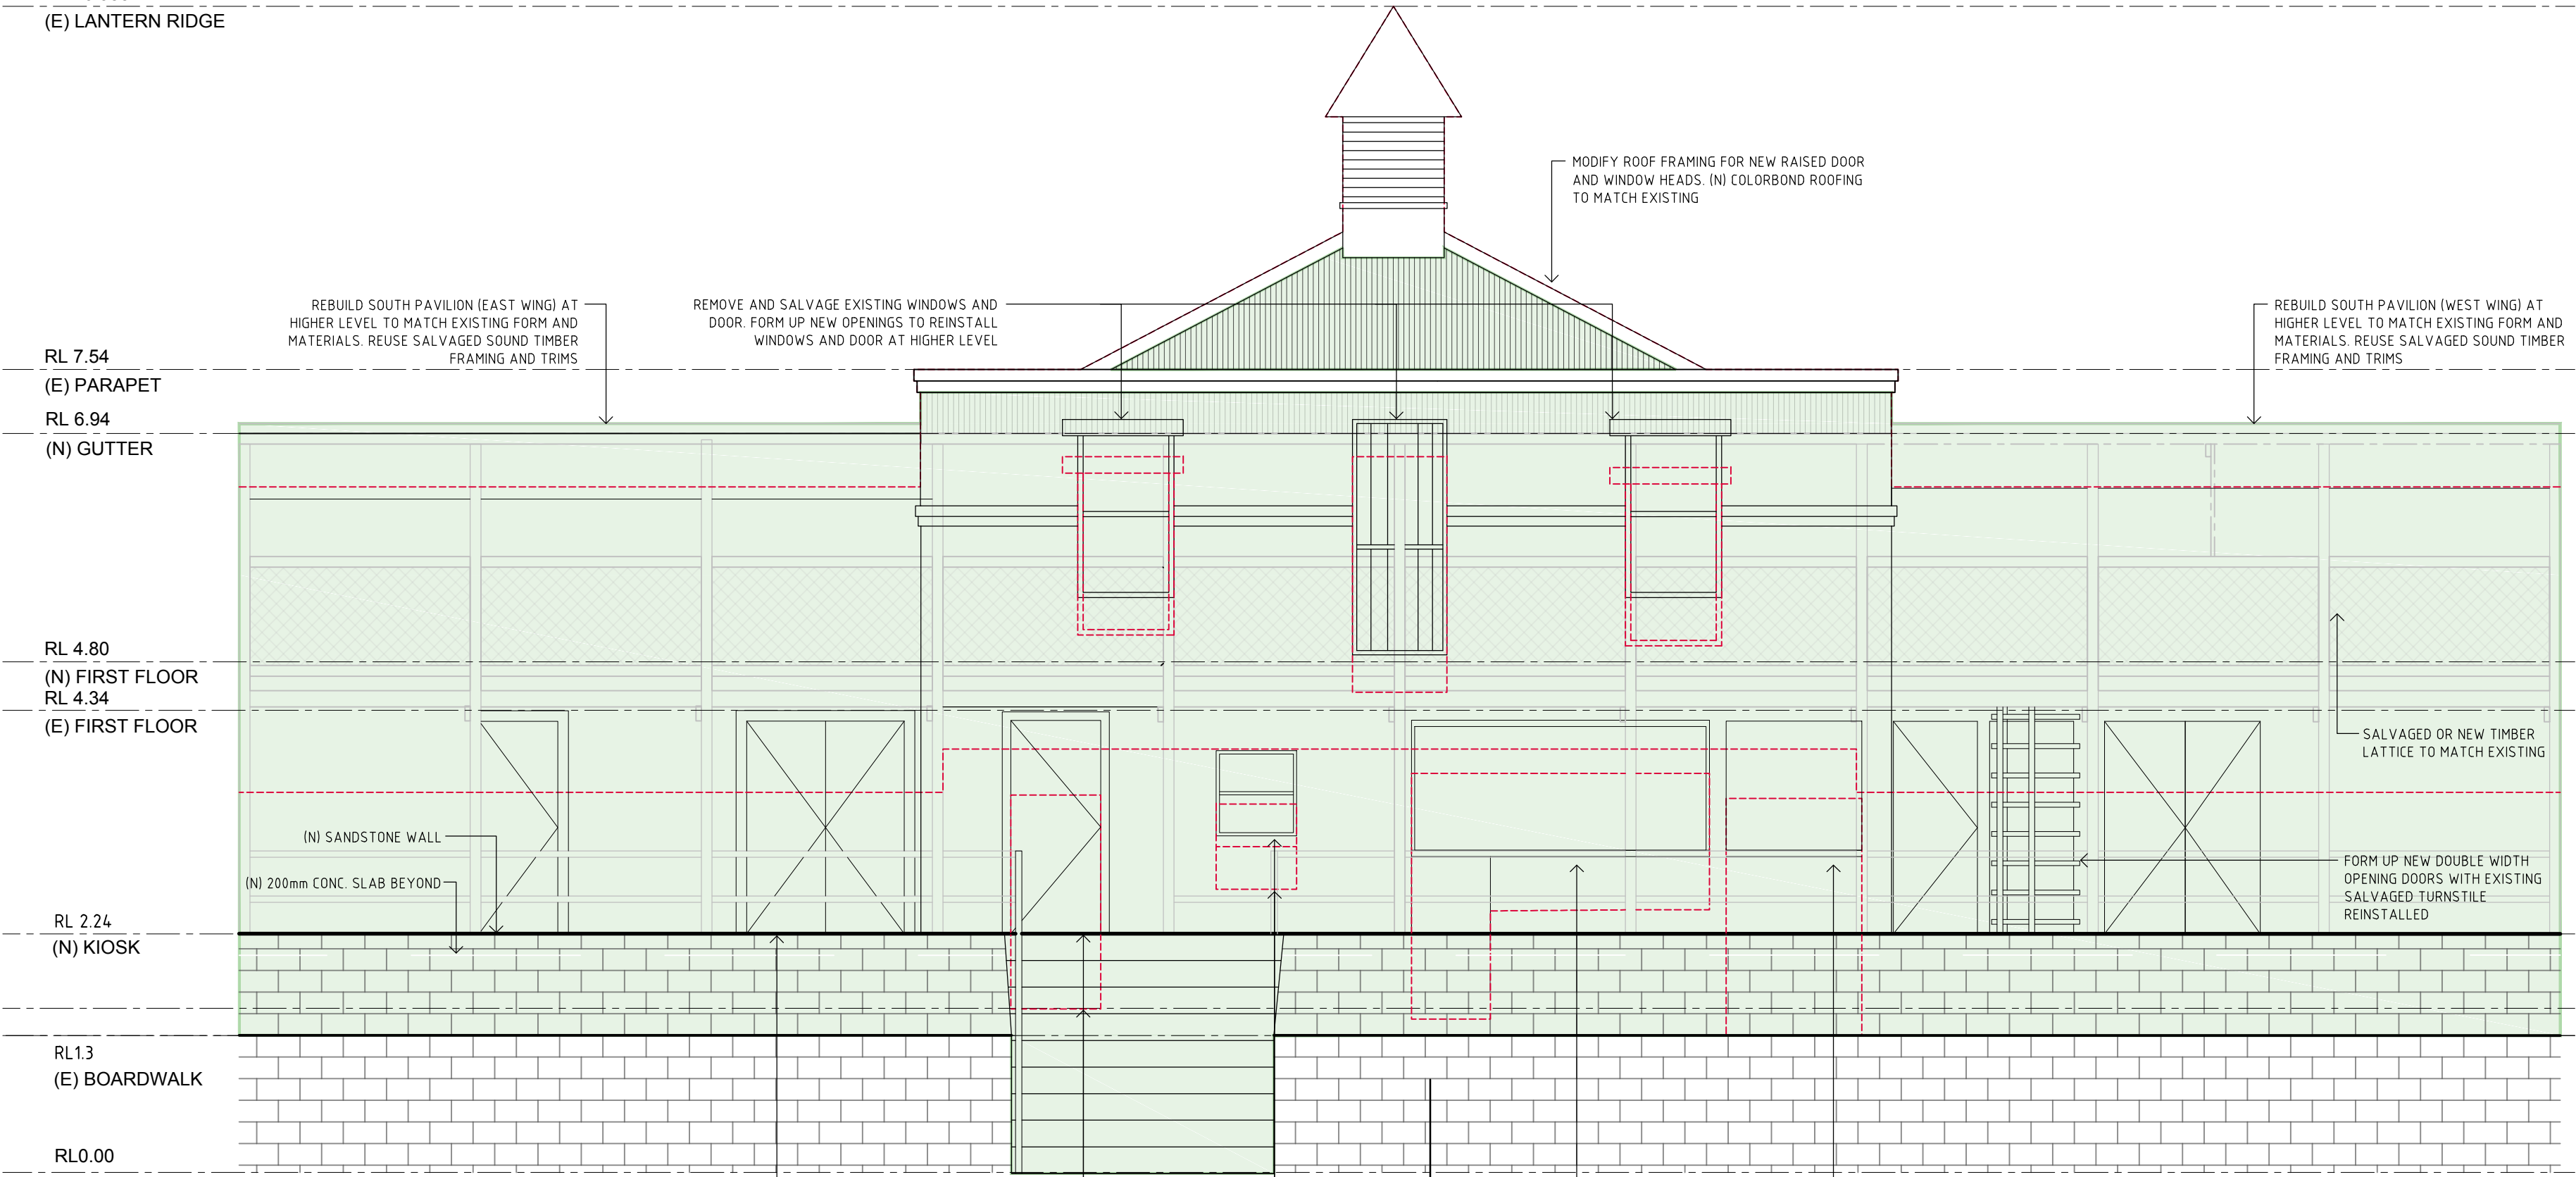 (E) LANTERN RIDGE
MODIFY ROOF FRAMING FOR NEW RAISED DOOR
AND WINDOW HEADS. (N) COLORBOND ROOFING
TO MATCH EXISTING
REBUILD SOUTH PAVILION (EAST WING) AT
HIGHER LEVEL TO MATCH EXISTING FORM AND
MATERIALS. REUSE SALVAGED SOUND TIMBER
FRAMING AND TRIMS
REMOVE AND SALVAGE EXISTING WINDOWS AND
DOOR. FORM UP NEW OPENINGS TO REINSTALL
WINDOWS AND DOOR AT HIGHER LEVEL
REBUILD SOUTH PAVILION (WEST WING) AT
HIGHER LEVEL TO MATCH EXISTING FORM AND
MATERIALS. REUSE SALVAGED SOUND TIMBER
FRAMING AND TRIMS
RL 7.54
(E) PARAPET
RL 6.94
(N) GUTTER
RL 4.80
(N) FIRST FLOOR
RL 4.34
(E) FIRST FLOOR
SALVAGED OR NEW TIMBER
LATTICE TO MATCH EXISTING
(N) SANDSTONE WALL
(N) 200mm CONC. SLAB BEYOND
FORM UP NEW DOUBLE WIDTH
OPENING DOORS WITH EXISTING
SALVAGED TURNSTILE
REINSTALLED
RL 2.24
(N) KIOSK
RL1.3
(E) BOARDWALK
RL0.00